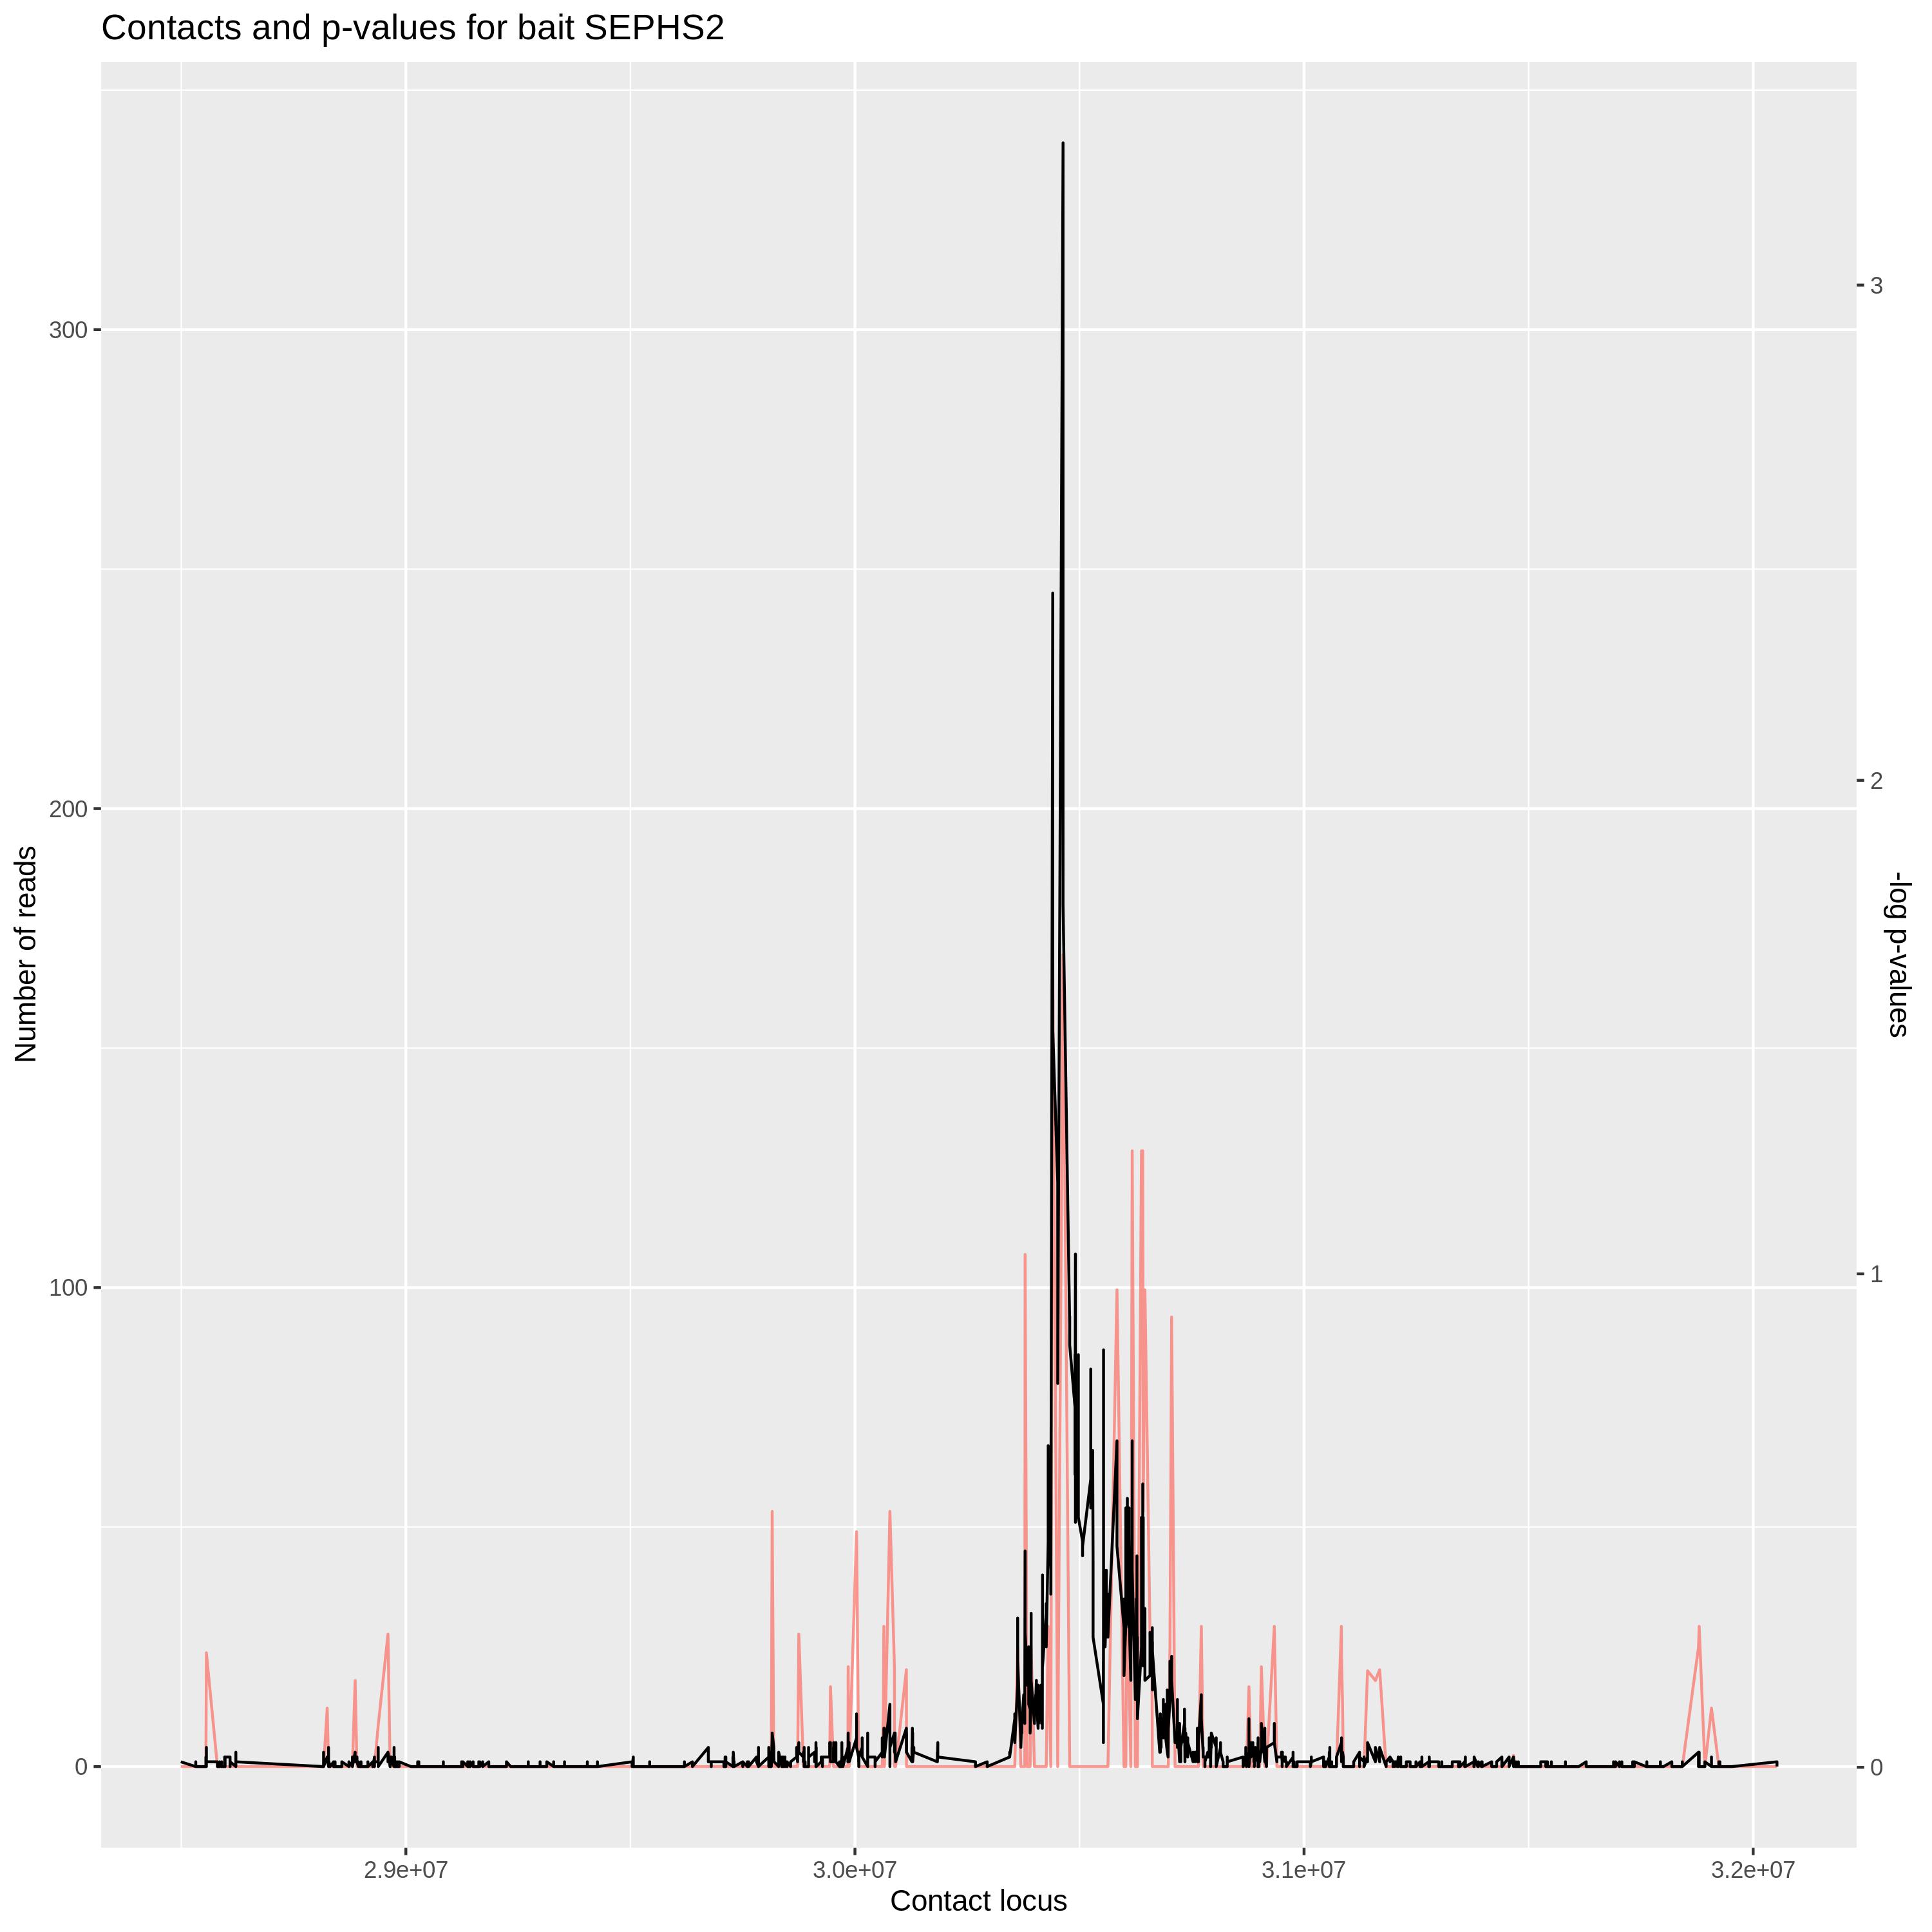 Contacts and p-values for bait SEPHS2
300
200
100
0
Number of reads
3
2
1
0
-log p-values
2.9e+07 3.0e+07 3.1e+07 3.2e+07
Contact locus